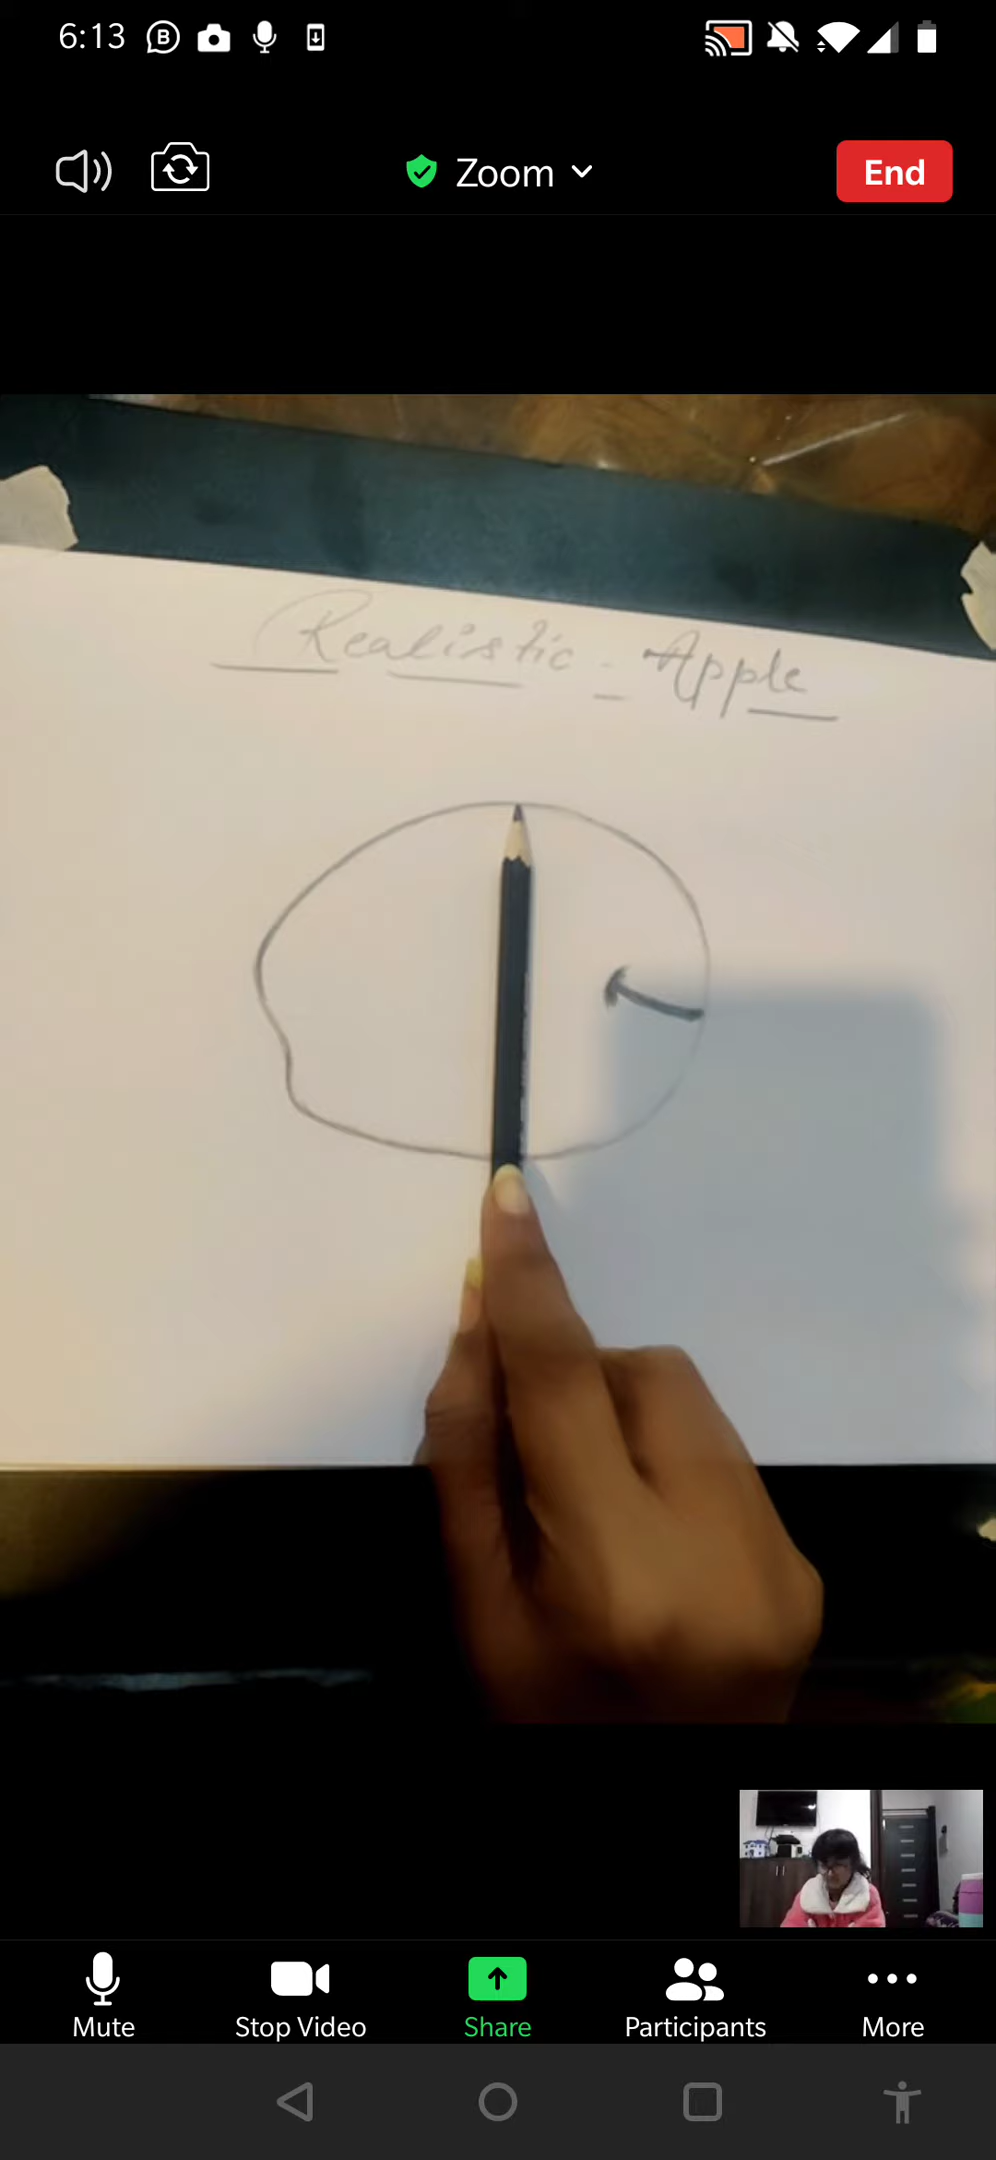 6:13
Zoom
End
Realistic - Apple
Mute
Stop Video
Share
Participants
More